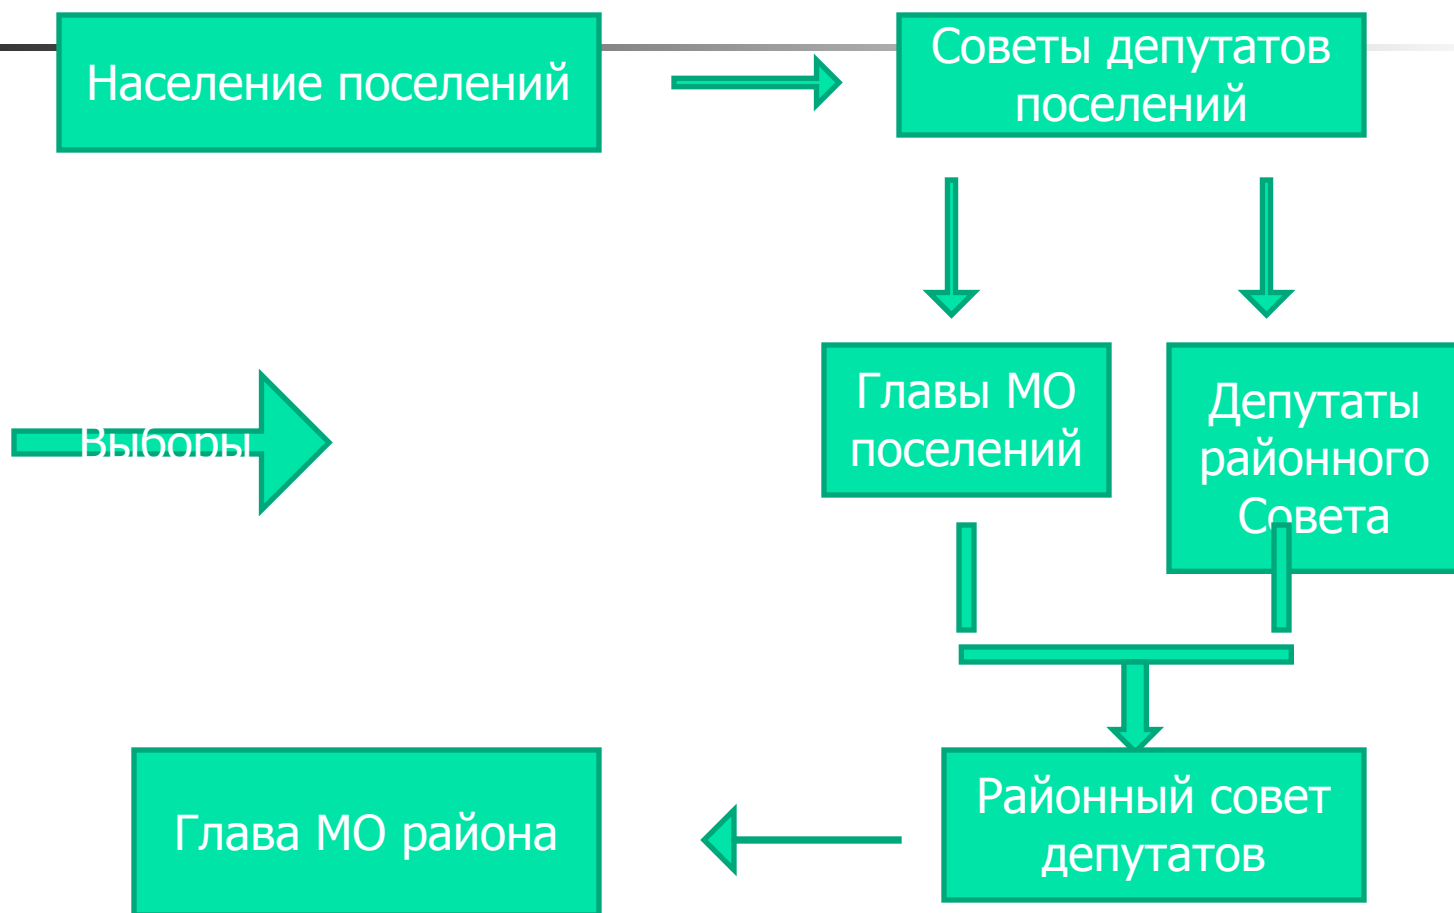 Население поселений
Советы депутатов
поселений
Главы МО
поселений
Депутаты
районного
Совета
Выборы
Глава МО района
Районный совет
депутатов